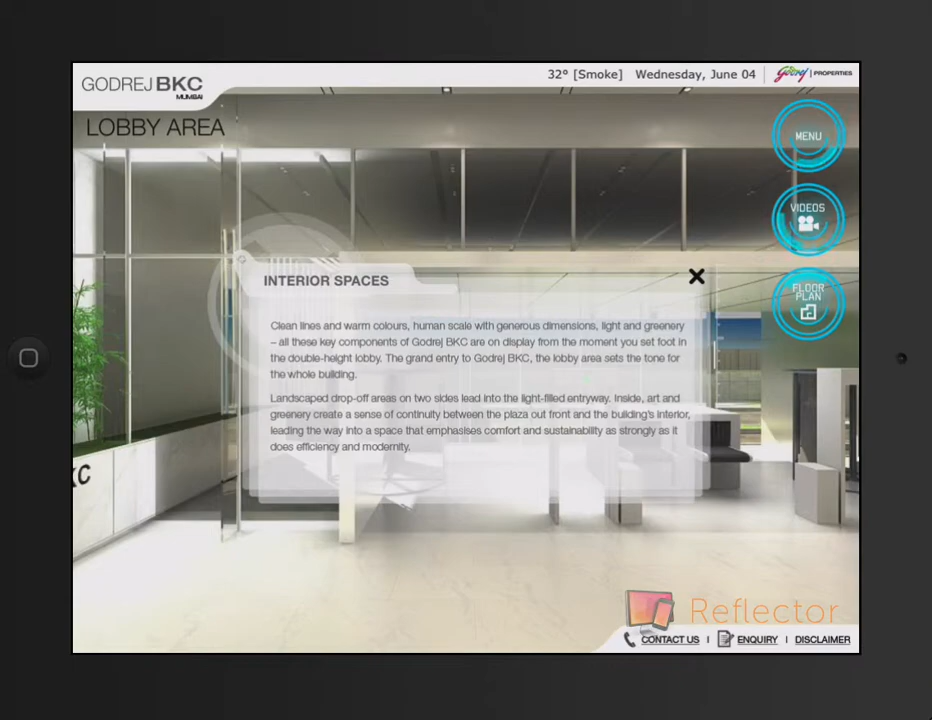 GODREJ BKC
MUMBAI
32° [Smoke] Wednesday, June 04
Godrej | PROPERTIES
LOBBY AREA
MENU
VIDEOS
FLOOR
PLAN
INTERIOR SPACES
Clean lines and warm colours, human scale with generous dimensions, light and greenery
– all these key components of Godrej BKC are on display from the moment you set foot in
the double-height lobby. The grand entry to Godrej BKC, the lobby area sets the tone for
the whole building.
Landscaped drop-off areas on two sides lead into the light-filled entryway. Inside, art and
greenery create a sense of continuity between the plaza out front and the building's interior,
leading the way into a space that emphasises comfort and sustainability as strongly as it
does efficiency and modernity.
KC
Reflector
CONTACT US | ENQUIRY | DISCLAIMER